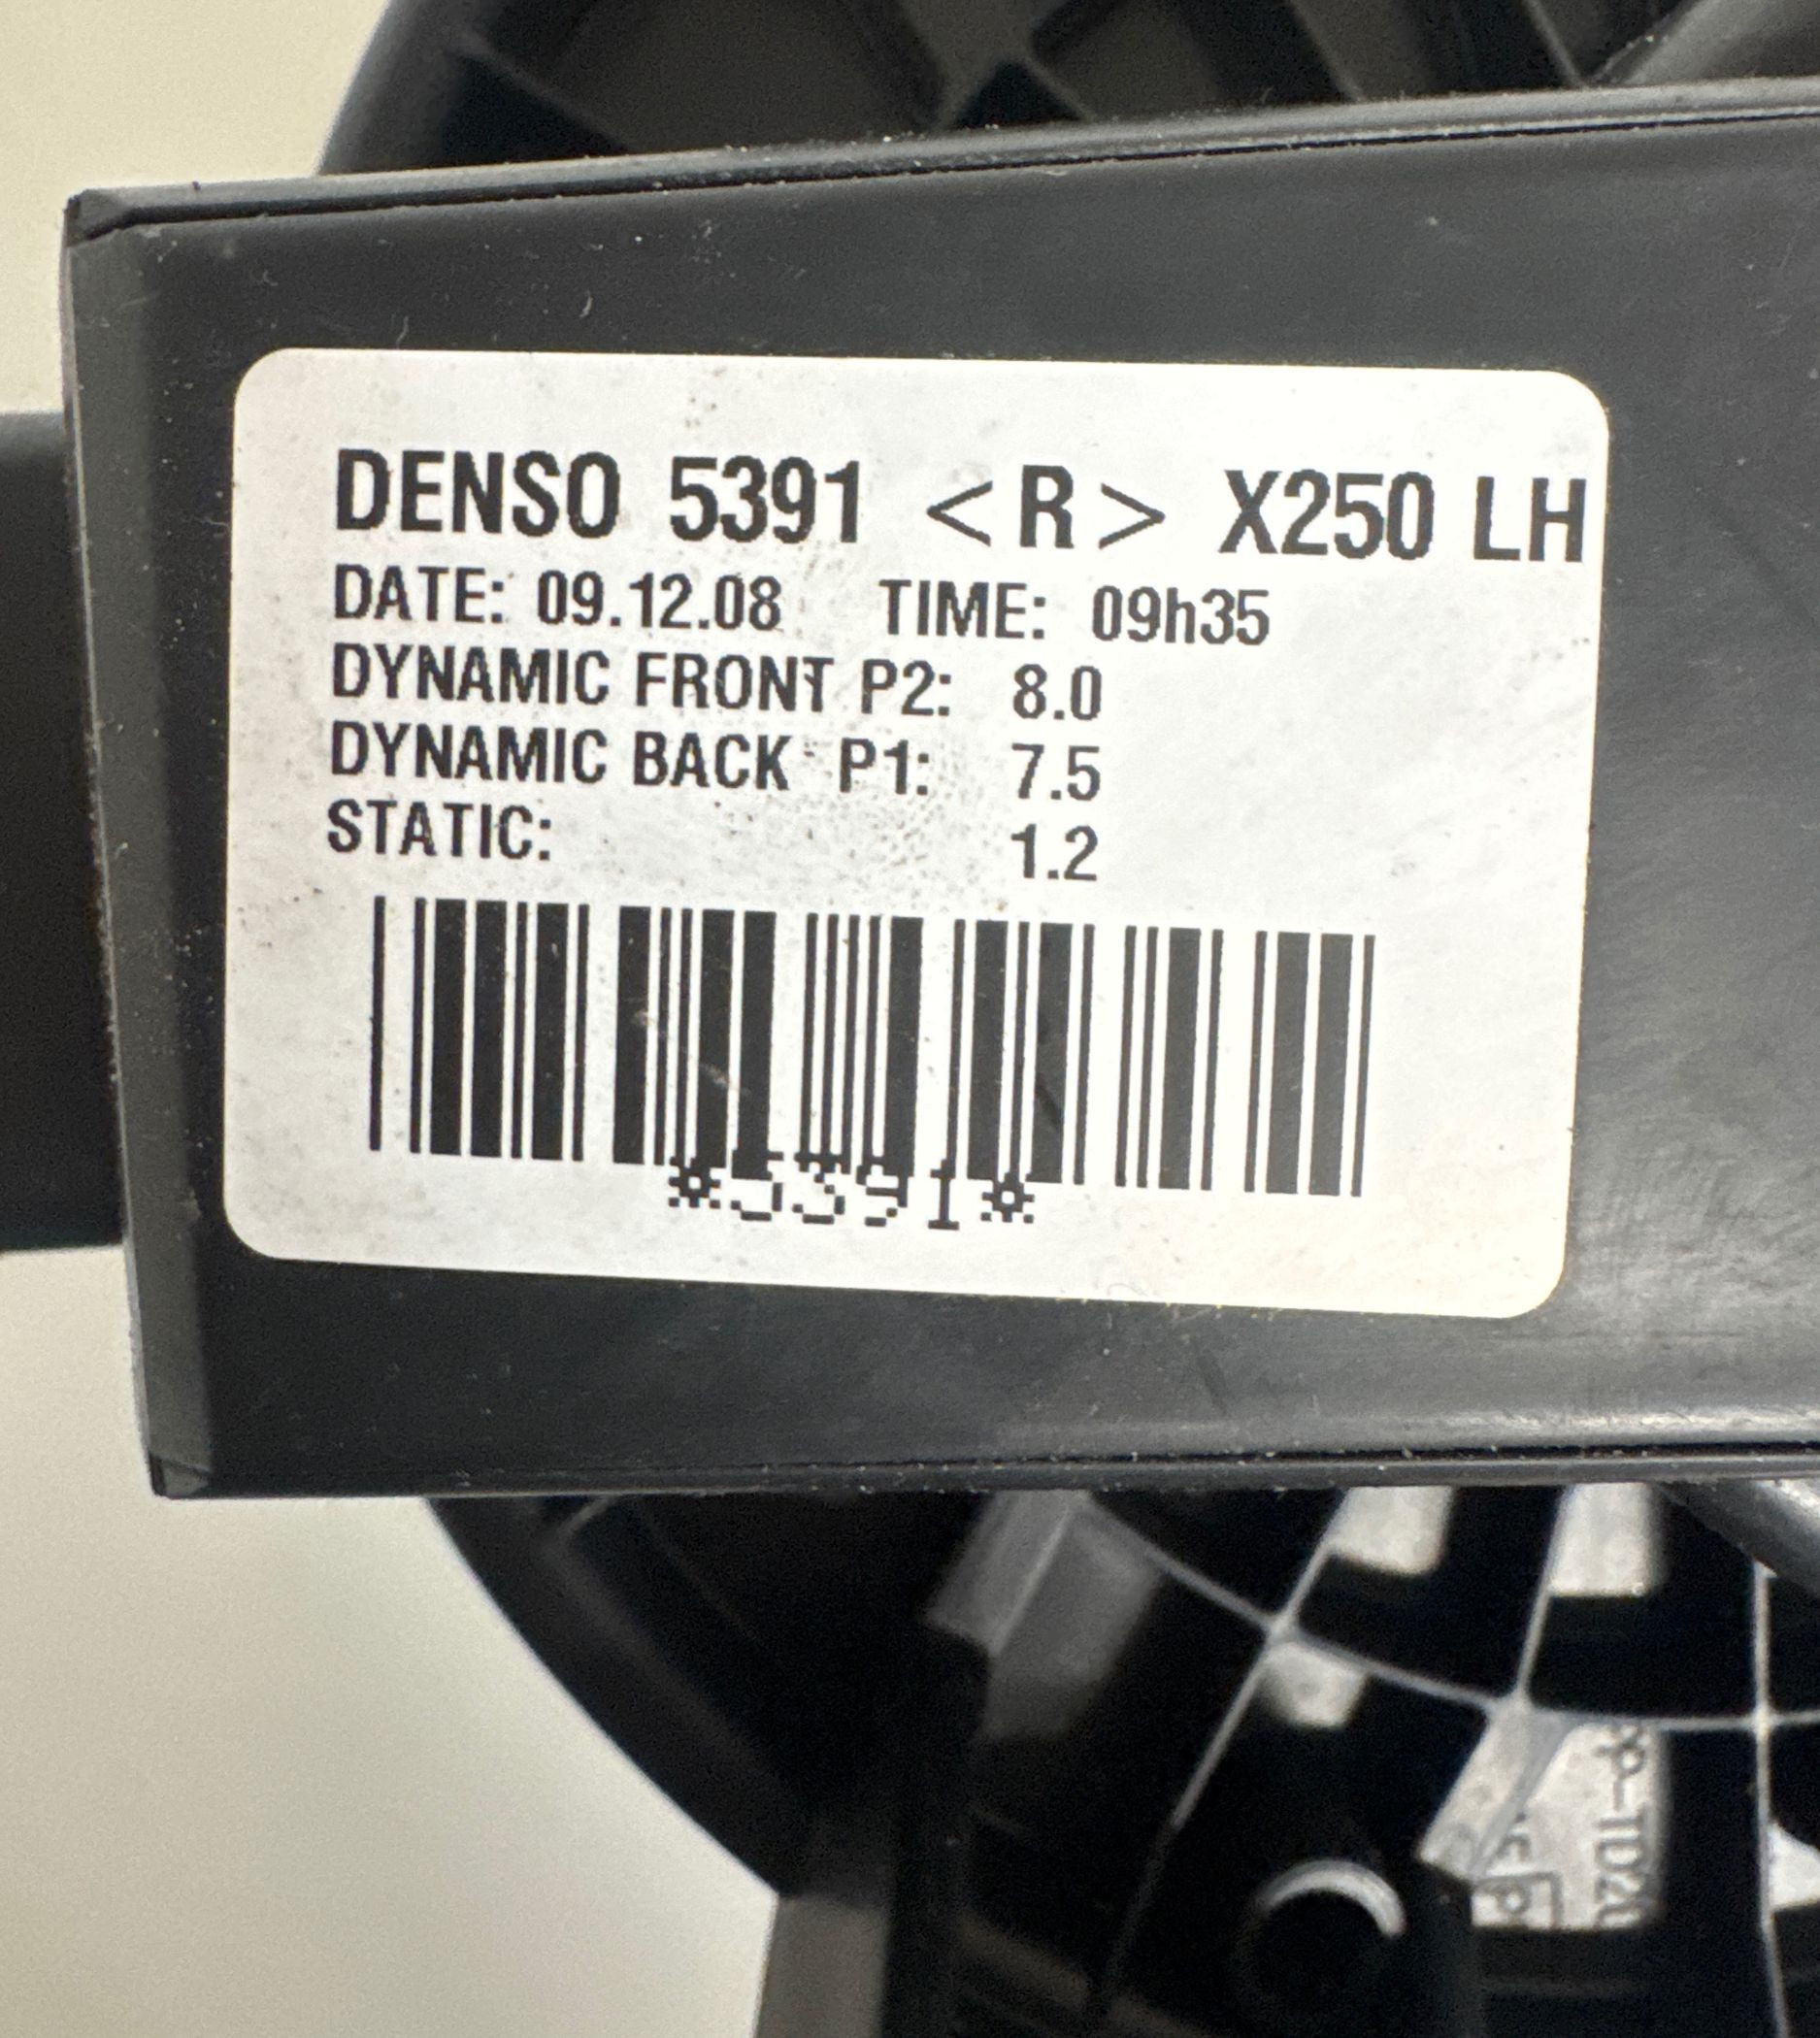 DENSO 5391 <R> X250 LH
DATE: 09.12.08 TIME: 09h35
DYNAMIC FRONT P2: 8.0
DYNAMIC BACK P1: 7.5
STATIC: 1.2
*5391*